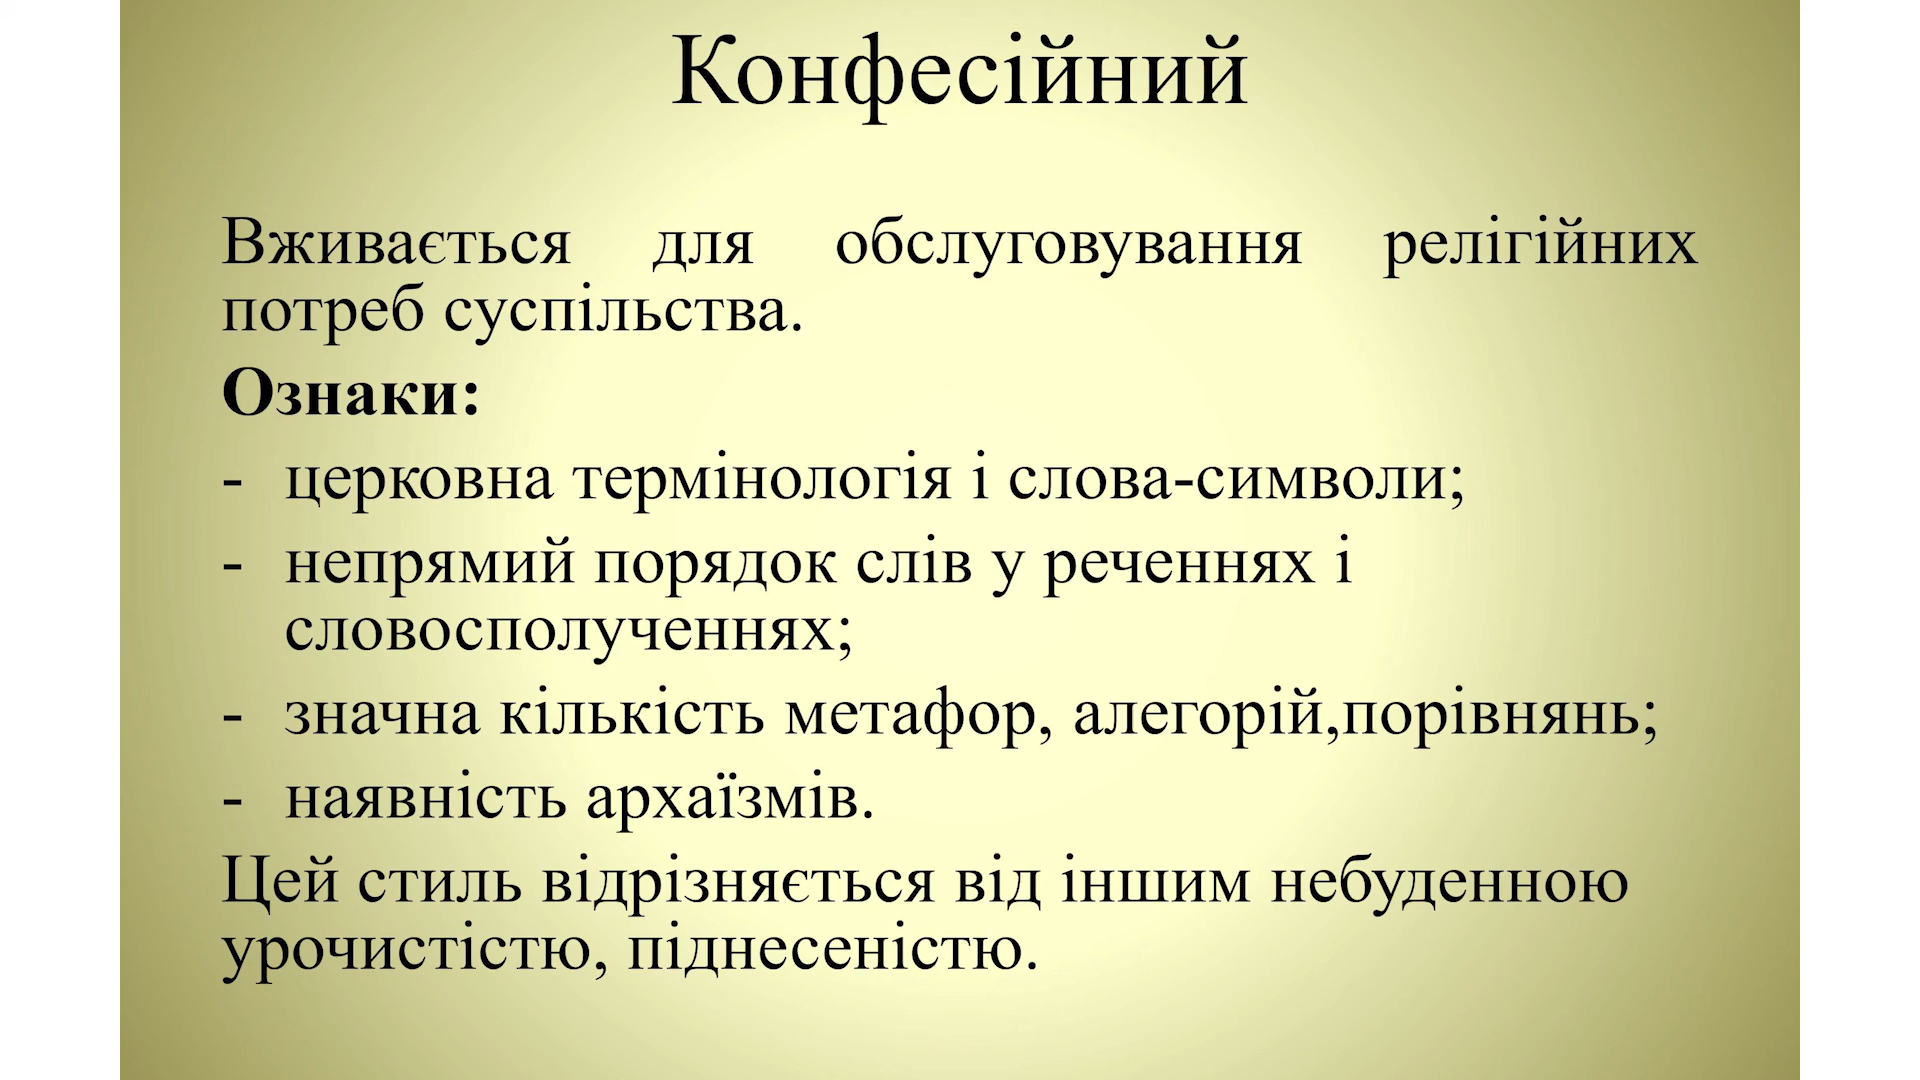 Конфесійний
Вживається для обслуговування релігійних
потреб суспільства.
Ознаки:
- церковна термінологія і слова-символи;
- непрямий порядок слів у реченнях і
словосполученнях;
- значна кількість метафор, алегорій,порівнянь;
- наявність архаїзмів.
Цей стиль відрізняється від іншим небуденною
урочистістю, піднесеністю.